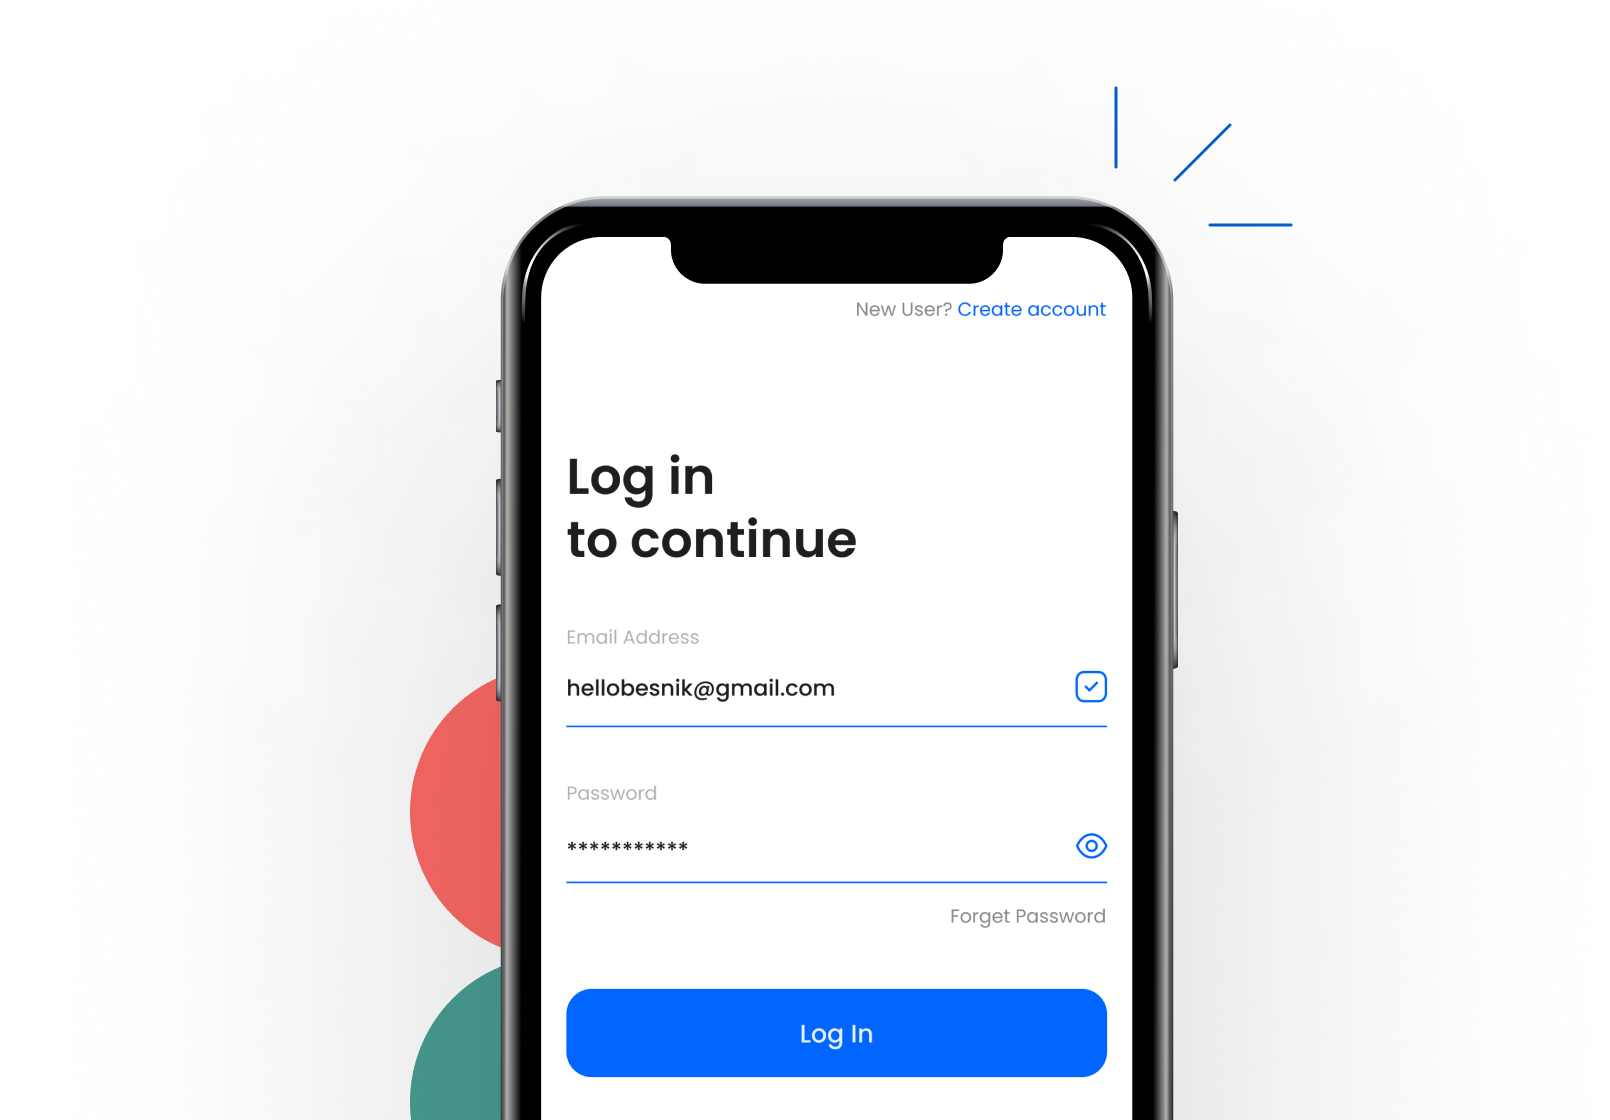 New User? Create account
Log in
to continue
Email Address
hellobesnik@gmail.com
Password
***********
Forget Password
Log In